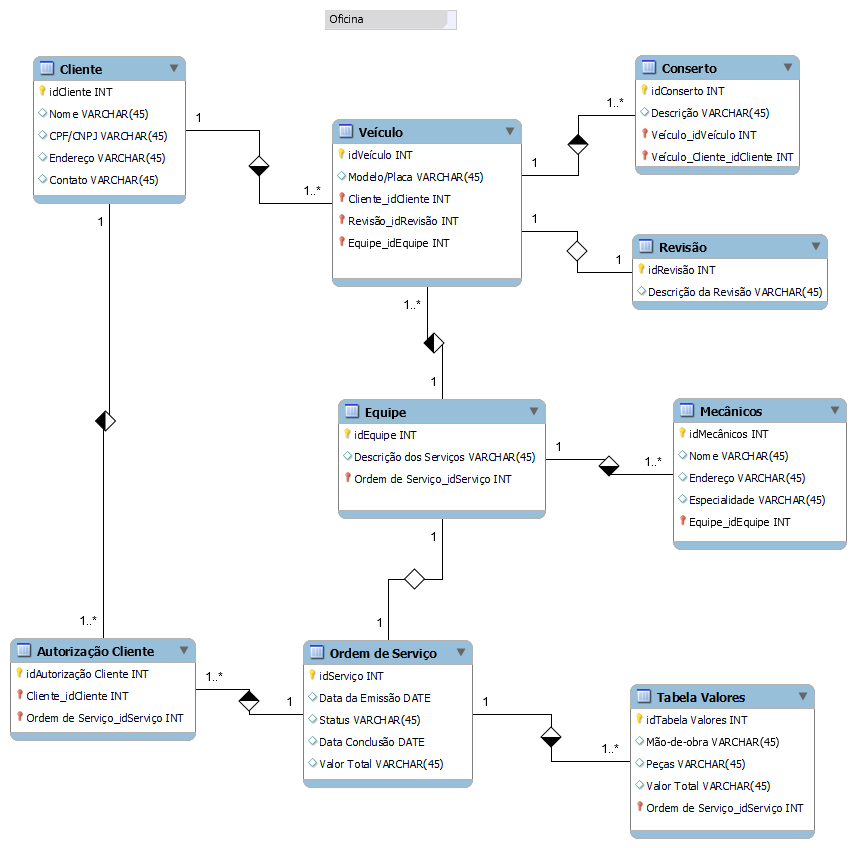 Oficina
Cliente
idCliente INT
Nome VARCHAR(45)
CPF/CNPJ VARCHAR(45)
Endereço VARCHAR(45)
Contato VARCHAR(45)
1
1..*
1
1..*
Veículo
idVeículo INT
Modelo/Placa VARCHAR(45)
Cliente_idCliente INT
Revisão_idRevisão INT
Equipe_idEquipe INT
1
1..*
Conserto
idConserto INT
Descrição VARCHAR(45)
Veículo_idVeículo INT
Veículo_Cliente_idCliente INT
1
1
Revisão
idRevisão INT
Descrição da Revisão VARCHAR(45)
1..*
1
Equipe
idEquipe INT
Descrição dos Serviços VARCHAR(45)
Ordem de Serviço_idServiço INT
1
1..*
Mecânicos
idMecânicos INT
Nome VARCHAR(45)
Endereço VARCHAR(45)
Especialidade VARCHAR(45)
Equipe_idEquipe INT
1
1
Autorização Cliente
idAutorização Cliente INT
Cliente_idCliente INT
Ordem de Serviço_idServiço INT
1..*
1
Ordem de Serviço
idServiço INT
Data da Emissão DATE
Status VARCHAR(45)
Data Conclusão DATE
Valor Total VARCHAR(45)
1
1..*
Tabela Valores
idTabela Valores INT
Mão-de-obra VARCHAR(45)
Peças VARCHAR(45)
Valor Total VARCHAR(45)
Ordem de Serviço_idServiço INT